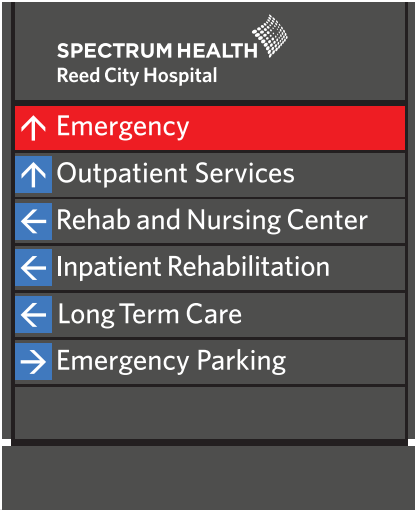 SPECTRUM HEALTH
Reed City Hospital
↑ Emergency
↑ Outpatient Services
← Rehab and Nursing Center
← Inpatient Rehabilitation
← Long Term Care
→ Emergency Parking